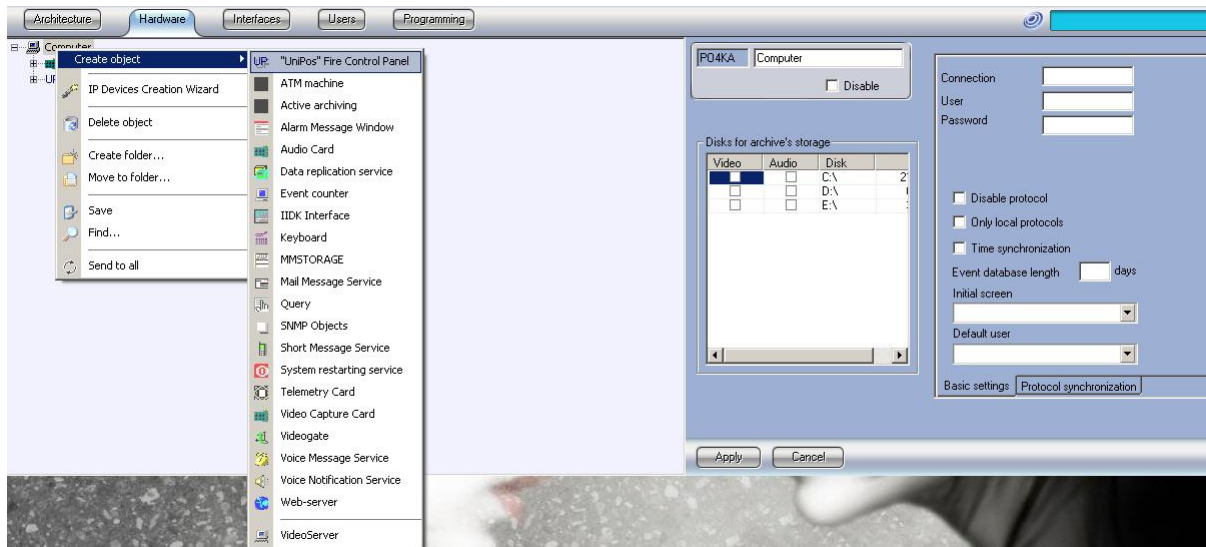 Architecture
Hardware
Interfaces
Users
Programming
Computer
Create object
IP Devices Creation Wizard
Delete object
Create folder...
Move to folder...
Save
Find...
Send to all
UP: "UniPos" Fire Control Panel
ATM machine
Active archiving
Alarm Message Window
Audio Card
Data replication service
Event counter
IIDK Interface
Keyboard
MMSTORAGE
Mail Message Service
Query
SNMP Objects
Short Message Service
System restarting service
Telemetry Card
Video Capture Card
Videogate
Voice Message Service
Voice Notification Service
Web-server
VideoServer
PO4KA Computer
Disable
Disks for archive's storage
Video Audio Disk
C:\
D:\
E:\
Connection
User
Password
Disable protocol
Only local protocols
Time synchronization
Event database length days
Initial screen
Default user
Basic settings Protocol synchronization
Apply Cancel